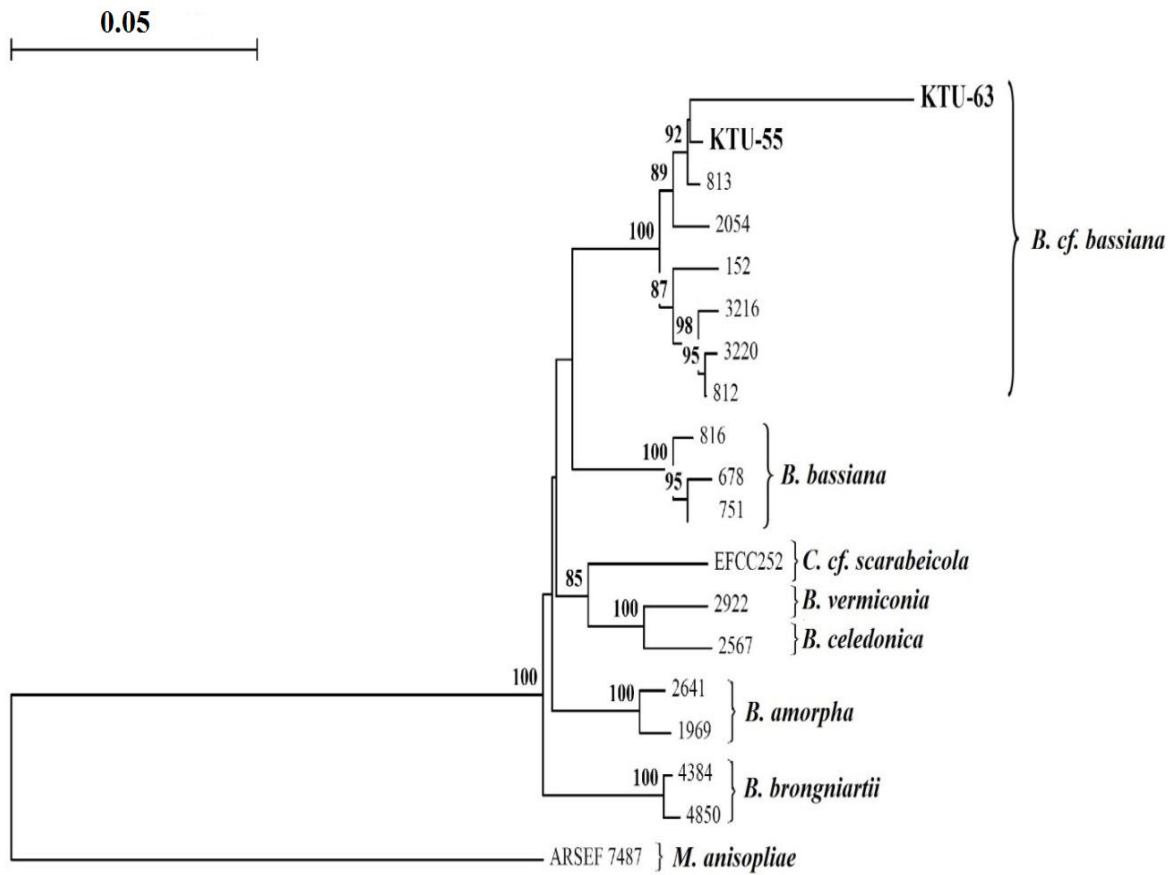 0.05
KTU-63
92
KTU-55
89
813
100
2054
B. cf. bassiana
152
87
3216
98
3220
95
812
816
100
678
95
B. bassiana
751
EFCC252 C. cf. scarabeicola
85
2922 B. vermiconia
100
2567 B. celedonica
100
2641
100
B. amorpha
1969
4384
100
B. brongniartii
4850
ARSEF 7487 M. anisopliae